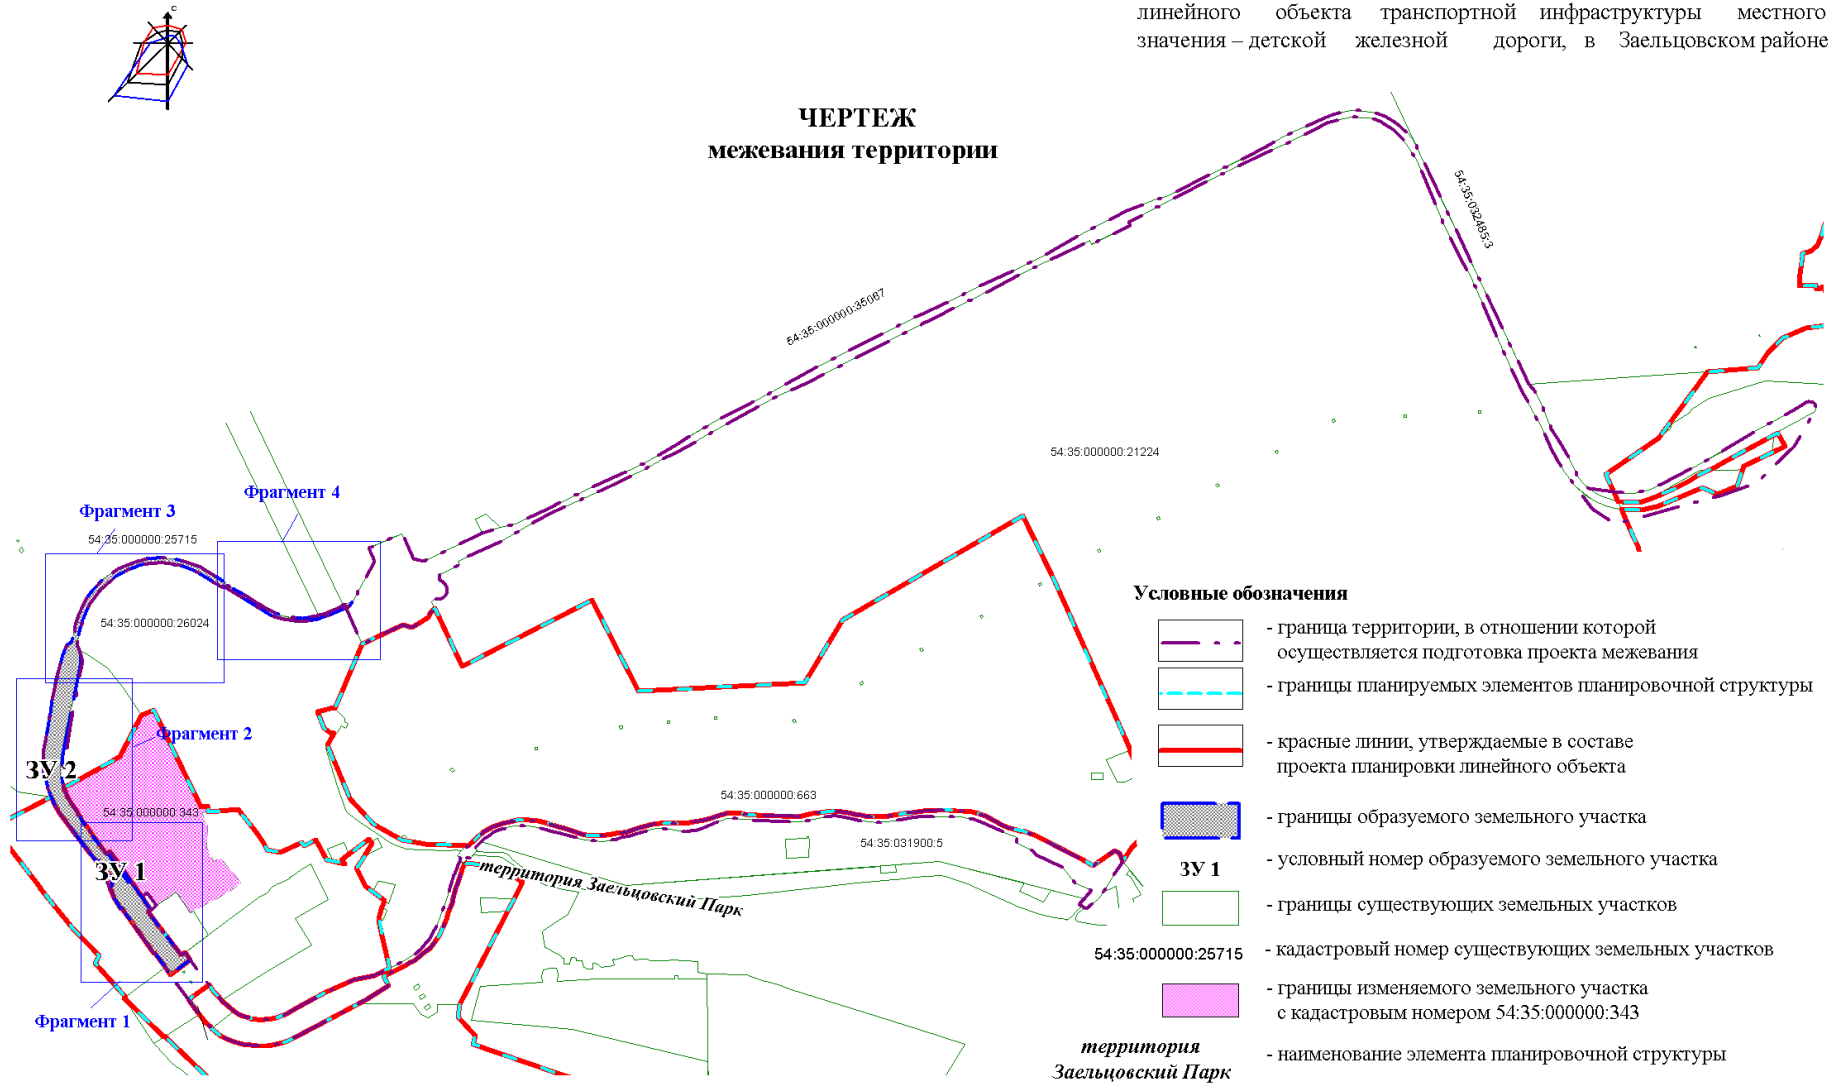 линейного объекта транспортной инфраструктуры местного
значения – детской железной дороги, в Заельцовском районе
С
ЧЕРТЕЖ
межевания территории
54:35:032485:3
54:35:000000:35067
54:35:000000:21224
Фрагмент 4
Фрагмент 3
54:35:000000:25715
54:35:000000:26024
Фрагмент 2
ЗУ 2
54:35:000000:343
54:35:000000:663
54:35:031900:5
ЗУ 1
территория Заельцовский Парк
Фрагмент 1
Условные обозначения
- граница территории, в отношении которой
осуществляется подготовка проекта межевания
- границы планируемых элементов планировочной структуры
- красные линии, утверждаемые в составе
проекта планировки линейного объекта
- границы образуемого земельного участка
ЗУ 1 - условный номер образуемого земельного участка
- границы существующих земельных участков
54:35:000000:25715 - кадастровый номер существующих земельных участков
- границы изменяемого земельного участка
с кадастровым номером 54:35:000000:343
территория
Заельцовский Парк
- наименование элемента планировочной структуры